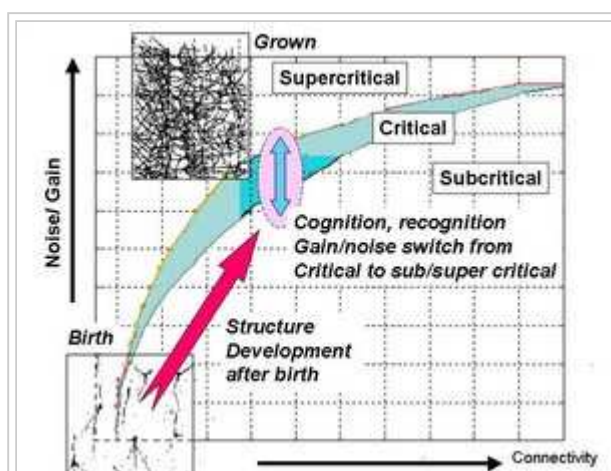 Grown
Supercritical
Critical
Subcritical
Noise/ Gain
Cognition, recognition
Gain/noise switch from
Critical to sub/super critical
Birth
Structure
Development
after birth
Connectivity